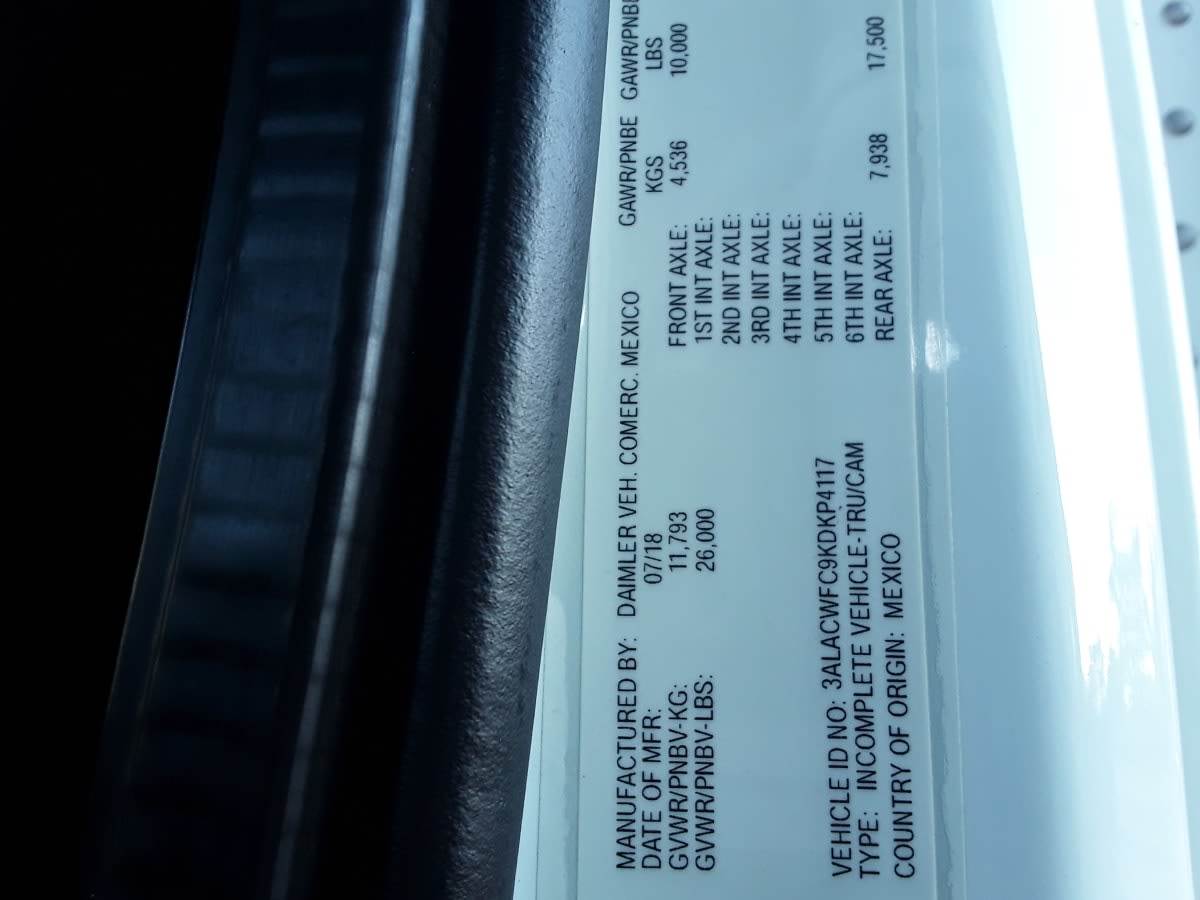 MANUFACTURED BY: DAIMLER VEH. COMERC. MEXICO GAWR/PNBE GAWR/PNBE
DATE OF MFR: 07/18 KGS LBS
GVWR/PNBV-KG: 11,793 FRONT AXLE: 4,536 10,000
GVWR/PNBV-LBS: 26,000 1ST INT AXLE:
2ND INT AXLE:
3RD INT AXLE:
4TH INT AXLE:
5TH INT AXLE:
VEHICLE ID NO: 3ALACWFC9KDKP4117 6TH INT AXLE:
TYPE: INCOMPLETE VEHICLE-TRU/CAM REAR AXLE: 7,938 17,500
COUNTRY OF ORIGIN: MEXICO